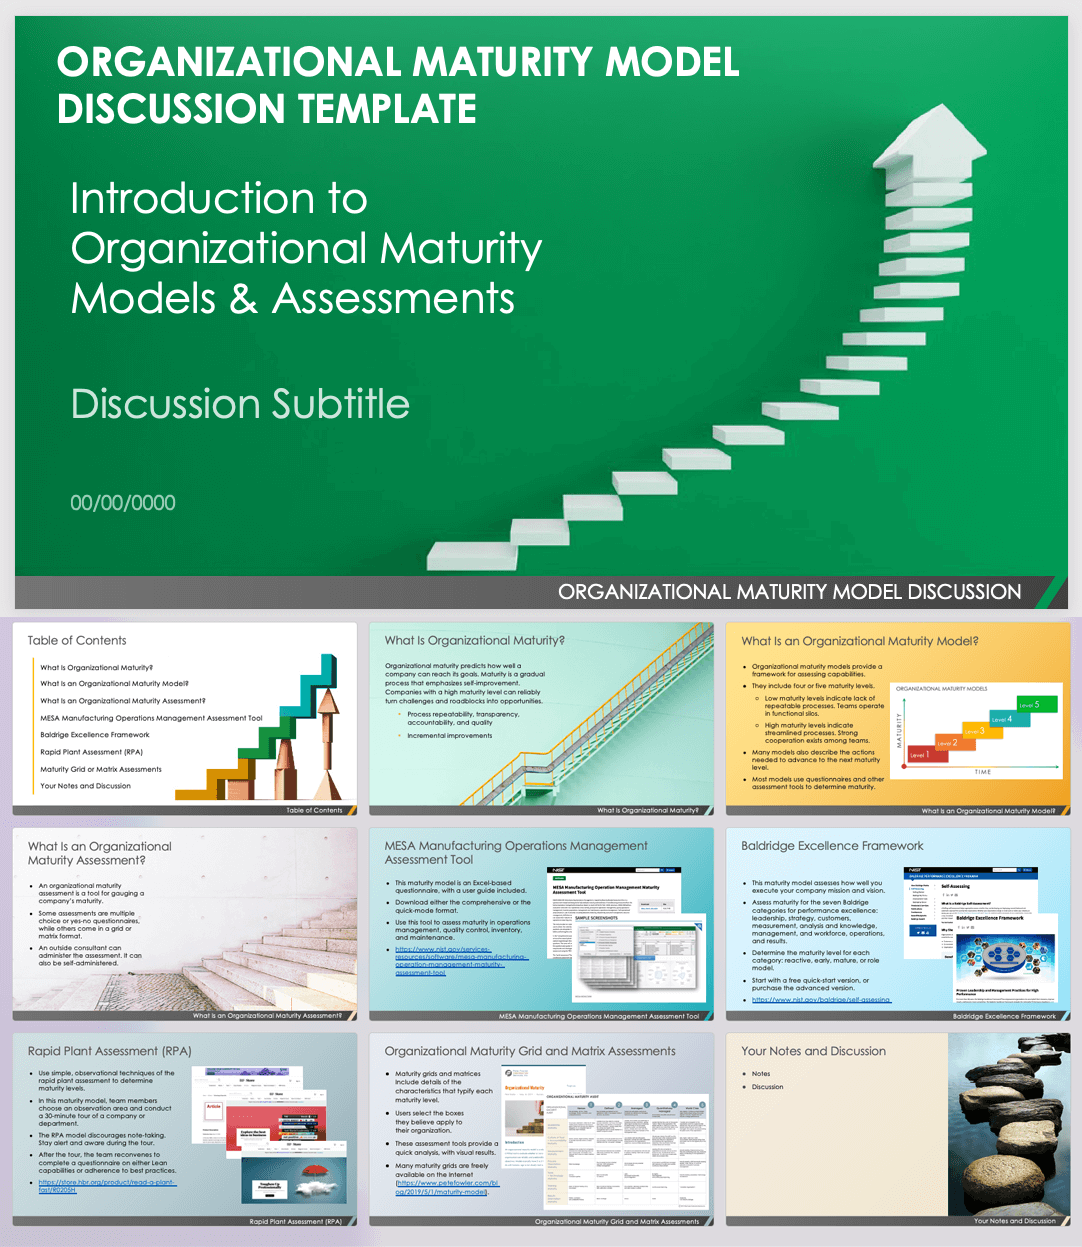 ORGANIZATIONAL MATURITY MODEL
DISCUSSION TEMPLATE
Introduction to
Organizational Maturity
Models & Assessments
Discussion Subtitle
00/00/0000
ORGANIZATIONAL MATURITY MODEL DISCUSSION
Table of Contents
What Is Organizational Maturity?
What Is an Organizational Maturity Model?
What Is an Organizational Maturity Assessment?
MESA Manufacturing Operations Management Assessment Tool
Baldrige Excellence Framework
Rapid Plant Assessment (RPA)
Maturity Grid or Matrix Assessments
Your Notes and Discussion
Table of Contents
What Is Organizational Maturity?
Organizational maturity predicts how well a
company can reach its goals. Maturity is a gradual
process that emphasizes self-improvement.
Companies with a high maturity level can reliably
turn challenges and roadblocks into opportunities.
Process repeatability, transparency,
accountability, and quality
Incremental improvements
What Is Organizational Maturity?
What Is an Organizational Maturity Model?
Organizational maturity models provide a
framework for assessing capabilities.
They include four or five maturity levels.
Low maturity levels indicate lack of
repeatable processes. Teams operate
in functional silos.
High maturity levels indicate
streamlined processes. Strong
cooperation exists among teams.
Many models also describe the actions
needed to advance to the next maturity
level.
Most models use questionnaires and other
assessment tools to determine maturity.
ORGANIZATIONAL MATURITY MODELS
MATURITY
Level 5
Level 4
Level 3
Level 2
Level 1
TIME
What Is an Organizational Maturity Model?
What Is an Organizational
Maturity Assessment?
An organizational maturity
assessment is a tool for gauging a
company's maturity.
Some assessments are multiple
choice or yes-no questionnaires,
while others come in a grid or
matrix format.
An outside consultant can
administer the assessment. It can
also be self-administered.
What Is an Organizational Maturity Assessment?
MESA Manufacturing Operations Management
Assessment Tool
This maturity model is an Excel-based
questionnaire, with a user guide included.
Download either the comprehensive or the
quick-mode format.
Use this tool to assess maturity in operations
management, quality control, inventory,
and maintenance.
https://www.nist.gov/services-
resources/software/mesa-manufacturing-
operation-management-maturity-
assessment-tool
NIST
MESA Manufacturing Operation Management Maturity
Assessment Tool
SAMPLE SCREENSHOTS
MESA Manufacturing Operations Management Assessment Tool
Baldridge Excellence Framework
This maturity model assesses how well you
execute your company mission and vision.
Assess maturity for the seven Baldrige
categories for performance excellence:
leadership, strategy, customers,
measurement, analysis and knowledge,
management, and workforce, operations,
and results.
Determine the maturity level for each
category: reactive, early, mature, or role
model.
Start with a free quick-start version, or
purchase the advanced version.
https://www.nist.gov/baldrige/self-assessing
NIST
Self-Assessing
Baldrige Excellence Framework
Proven Leadership and Management Practices for High
Performance
Baldridge Excellence Framework
Rapid Plant Assessment (RPA)
Use simple, observational techniques of the
rapid plant assessment to determine
maturity levels.
In this maturity model, team members
choose an observation area and conduct
a 30-minute tour of a company or
department.
The RPA model discourages note-taking.
Stay alert and aware during the tour.
After the tour, the team reconvenes to
complete a questionnaire on either Lean
capabilities or adherence to best practices.
https://store.hbr.org/product/read-a-plant-
fast/R0205H
Article
Rapid Plant Assessment (RPA)
Organizational Maturity Grid and Matrix Assessments
Maturity grids and matrices
include details of the
characteristics that typify each
maturity level.
Users select the boxes
they believe apply to
their organization.
These assessment tools provide a
quick analysis, with visual results.
Many maturity grids are freely
available on the Internet
(https://www.petefowler.com/bl
og/2019/5/1/maturity-model).
Organizational Maturity
Introduction
ORGANIZATIONAL MATURITY AUDIT
Organizational Maturity Grid and Matrix Assessments
Your Notes and Discussion
Notes
Discussion
Your Notes and Discussion